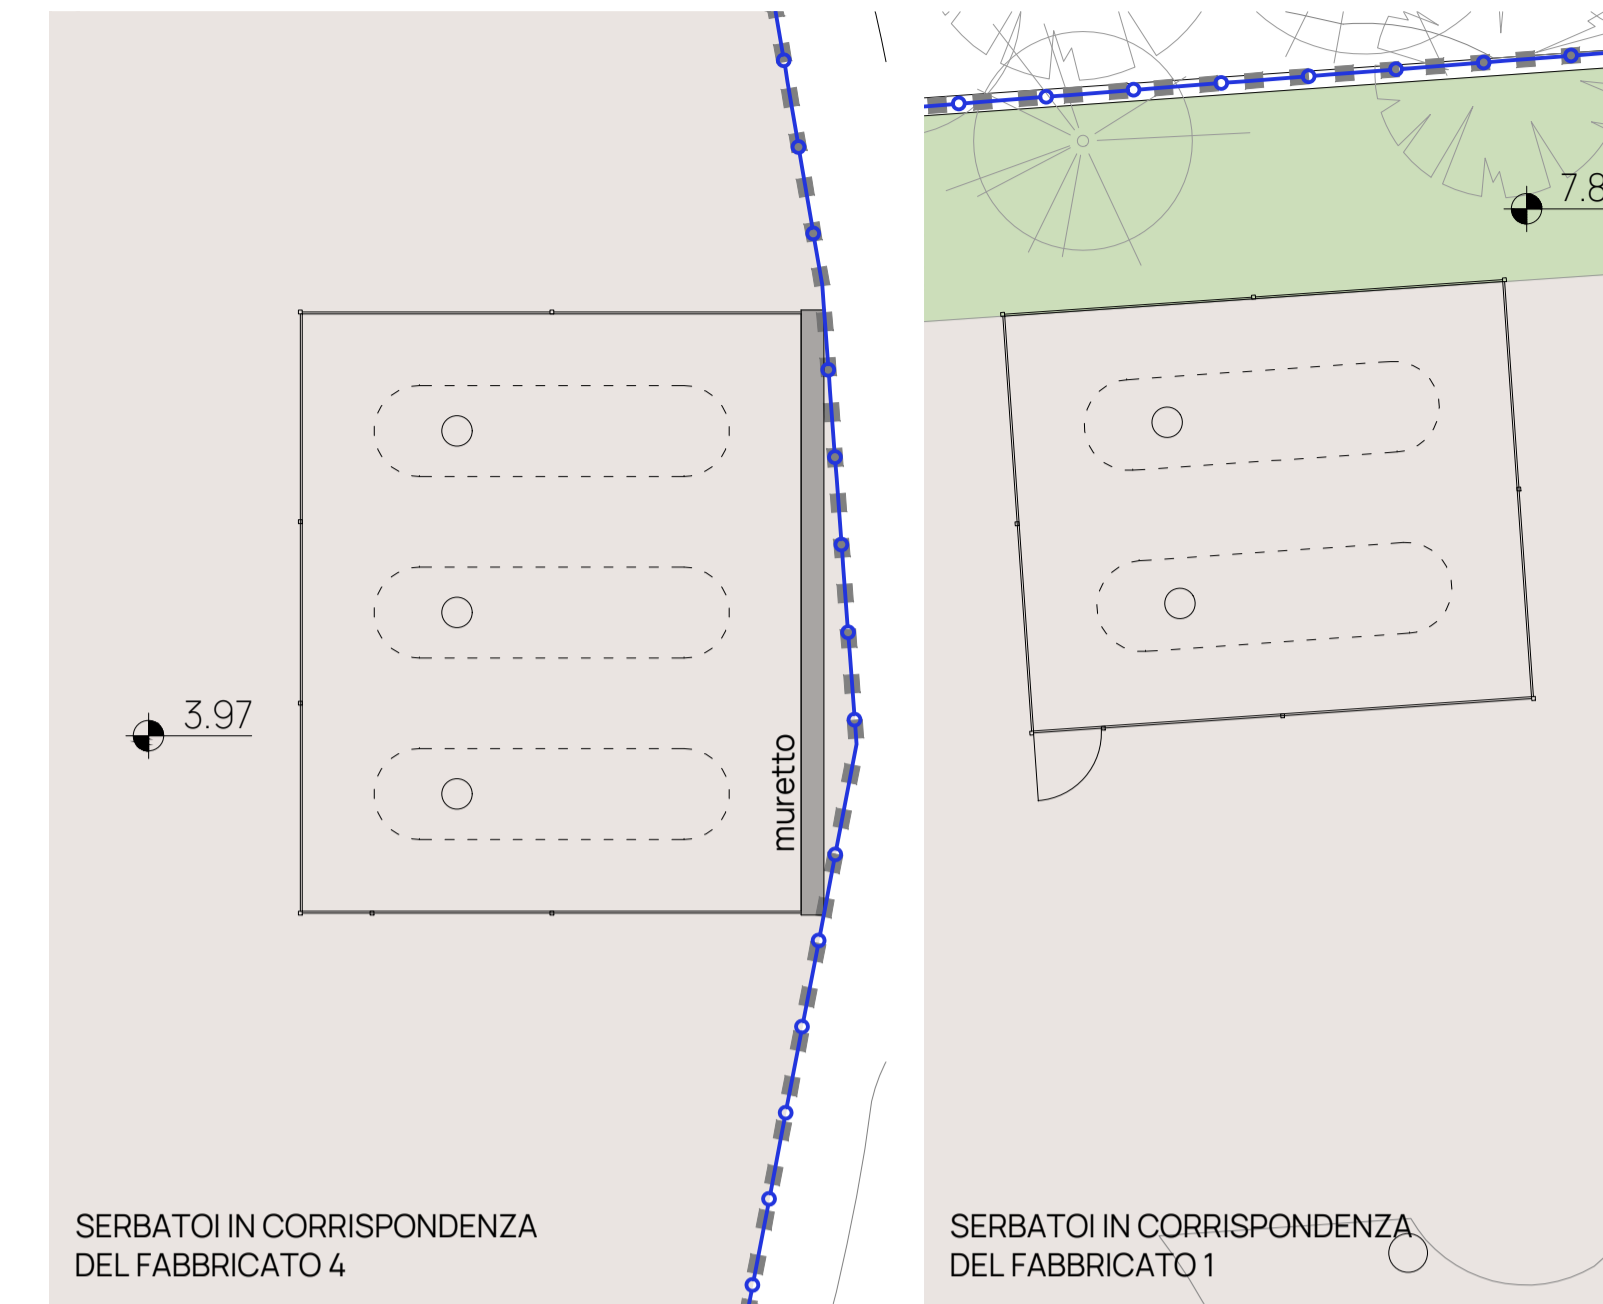 3.97
muretto
SERBATOI IN CORRISPONDENZA
DEL FABBRICATO 4
7.8
SERBATOI IN CORRISPONDENZA
DEL FABBRICATO 1